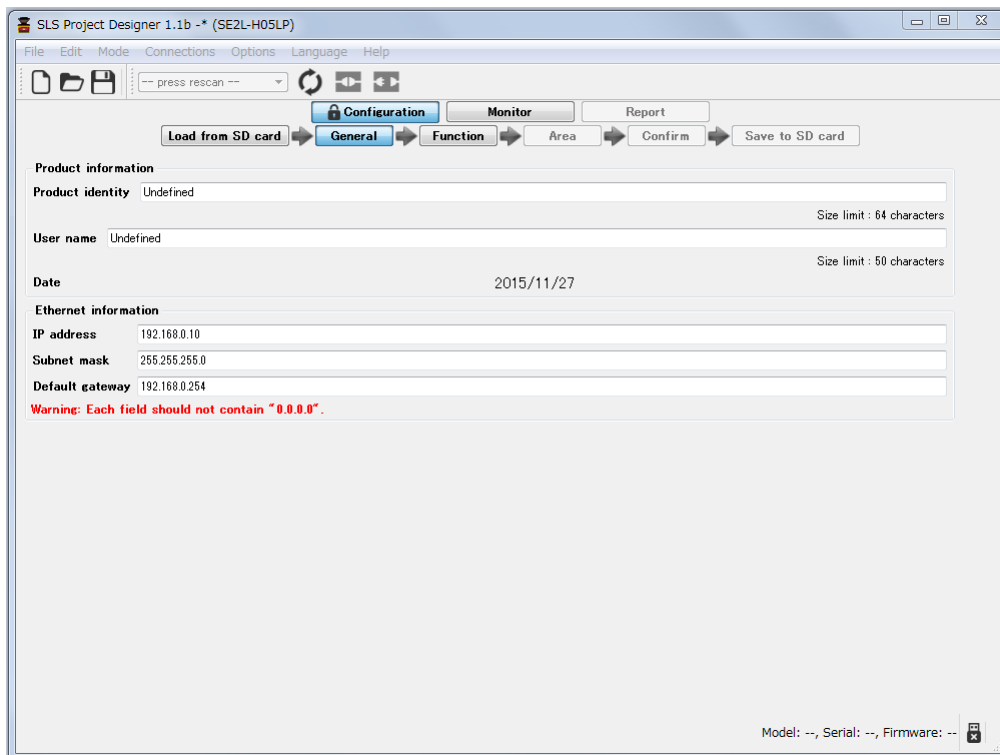 SLS Project Designer 1.1b -* (SE2L-H05LP)
File Edit Mode Connections Options Language Help
-- press rescan --
Configuration Monitor Report
Load from SD card General Function Area Confirm Save to SD card
Product information
Product identity Undefined
Size limit : 64 characters
User name Undefined
Size limit : 50 characters
Date 2015/11/27
Ethernet information
IP address 192.168.0.10
Subnet mask 255.255.255.0
Default gateway 192.168.0.254
Warning: Each field should not contain "0.0.0.0".
Model: --, Serial: --, Firmware: --